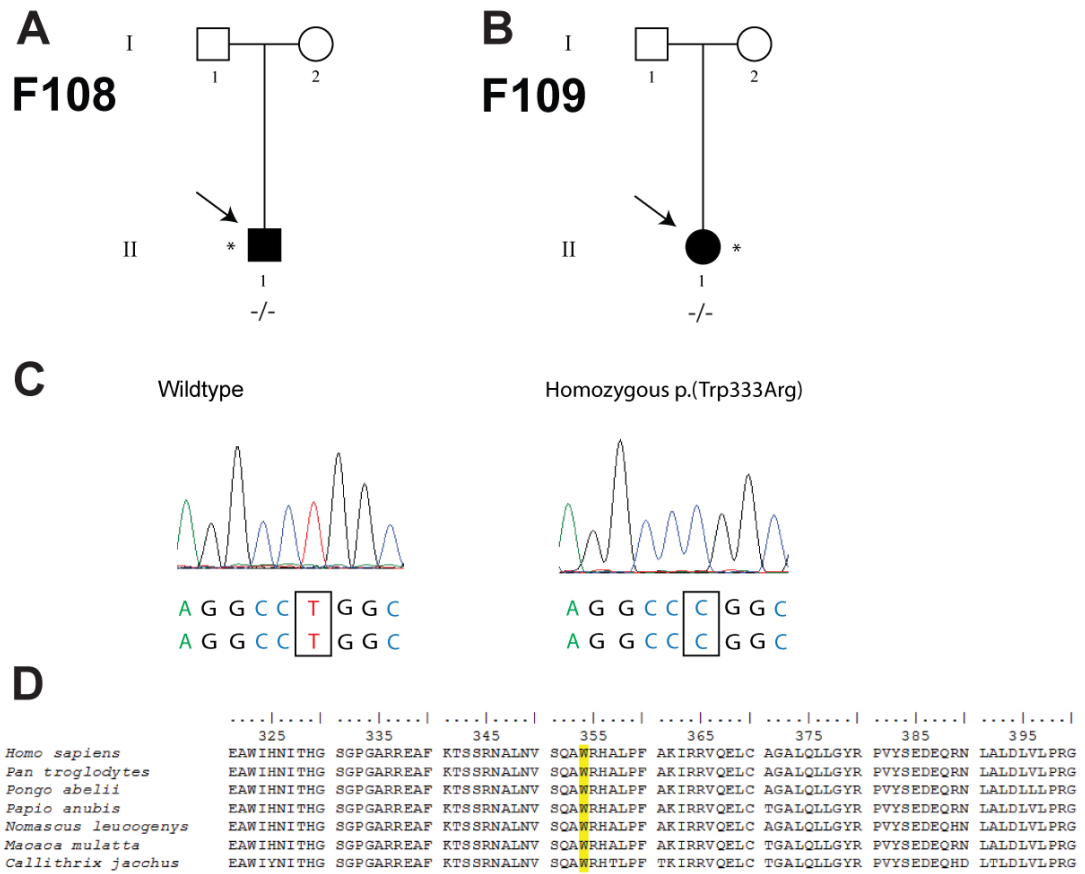 A
F108
I
1
2
II
*
1
-/-
B
F109
I
1
2
II
*
1
-/-
C
Wildtype
A G G C C T G G C
A G G C C T G G C
Homozygous p.(Trp333Arg)
A G G C C C G G C
A G G C C C G G C
D
....|....| ....|....| ....|....| ....|....| ....|....| ....|....| ....|....| ....|....|
325 335 345 355 365 375 385 395
Homo sapiens EAWIHNITHG SGPGARREAF KTSSRNALNV SQAWRHALPF AKIRRVQELC AGALQLLGYR PVYSEDEQRN LALDLVLPRG
Pan troglodytes EAWIHNITHG SGPGARREAF KTSSRNALNV SQAWRHALPF AKIRRVQELC AGALQLLGYR PVYSEDEQRN LALDLVLPRG
Pongo abelii EAWIHNITHG SGPGARREAF KTSSRNALNV SQAWRHALPF AKIRRVQELC AGALQLLGYR PVYSEDEQRN LALDLLLPRG
Papio anubis EAWIHNITHG SGPGARREAF KTSSRNALNV SQAWRHALPF AKIRRVQELC TGALQLLGYR PVYSEDEQRN LALDLVLPRG
Nomascus leucogenys EAWIHNITHG SGPGARREAF KTSSRNALNV SQAWRHALPF AKIRRVQELC AGALQLLGYR PVYSEDEQHN LALDLVLPRG
Macaca mulatta EAWIHNITHG SGPGARREAF KTSSRNALNV SQAWRHALPF AKIRRVQELC TGALQLLGYR PVYSEDEQRN LALDLVLPRG
Callithrix jacchus EAWIYNITHG SGPGARREAF KTSSRNALNV SQAWRHTLPF TKIRRVQELC AGALQLLGYR PVYSEDEQHD LTLDLVLPRG